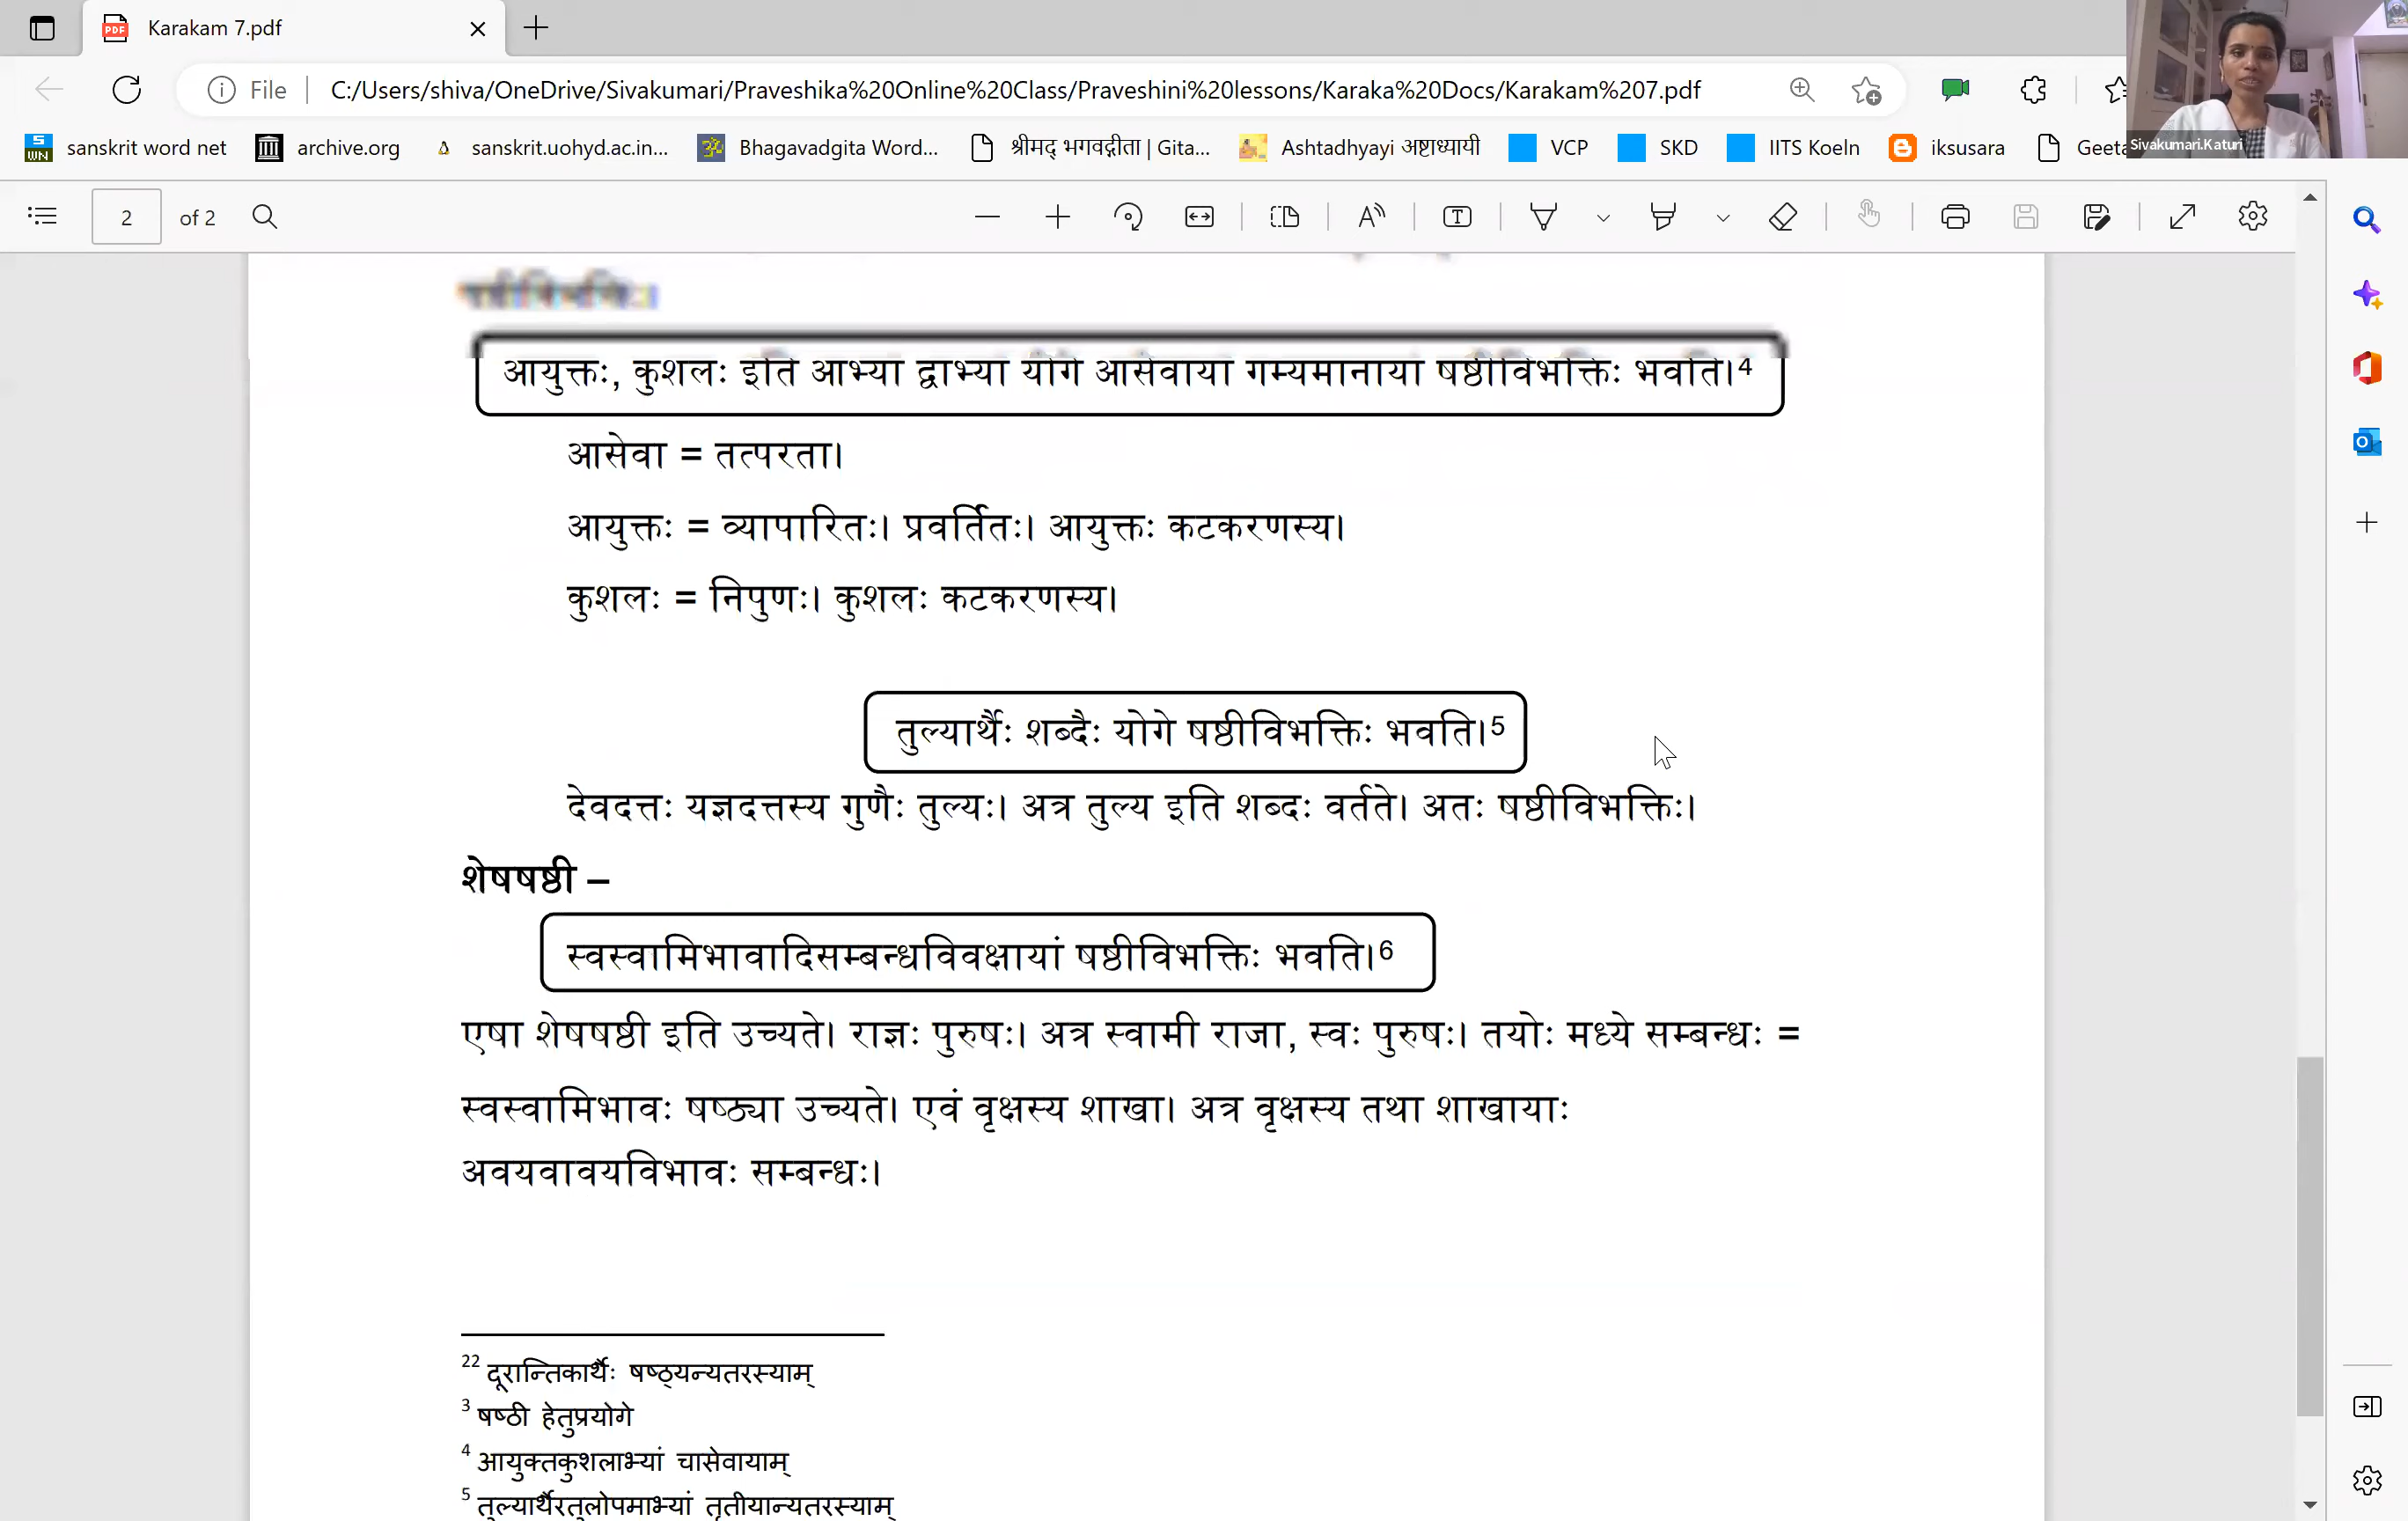 Karakam 7.pdf
File
C:/Users/shiva/OneDrive/Sivakumari/Praveshika%20Online%20Class/Praveshini%20lessons/Karaka%20Docs/Karakam%207.pdf
Sivakumari.Katuri
sanskrit word net archive.org sanskrit.uohyd.ac.in... Bhagavadgita Word... श्रीमद् भगवद्गीता | Gita... Ashtadhyayi अष्टाध्यायी VCP SKD IITS Koeln iksusara Geeta
2 of 2
आयुक्तः, कुशलः इति आभ्यां द्वाभ्यां योगे आसेवायां गम्यमानायां षष्ठीविभक्तिः भवति।4
आसेवा = तत्परता।
आयुक्तः = व्यापारितः। प्रवर्तितः। आयुक्तः कटकरणस्य।
कुशलः = निपुणः। कुशलः कटकरणस्य।
तुल्यार्थैः शब्दैः योगे षष्ठीविभक्तिः भवति।5
देवदत्तः यज्ञदत्तस्य गुणैः तुल्यः। अत्र तुल्य इति शब्दः वर्तते। अतः षष्ठीविभक्तिः।
शेषषष्ठी –
स्वस्वामिभावादिसम्बन्धविवक्षायां षष्ठीविभक्तिः भवति।6
एषा शेषषष्ठी इति उच्यते। राज्ञः पुरुषः। अत्र स्वामी राजा, स्वः पुरुषः। तयोः मध्ये सम्बन्धः =
स्वस्वामिभावः षष्ठ्या उच्यते। एवं वृक्षस्य शाखा। अत्र वृक्षस्य तथा शाखायाः
अवयवावयविभावः सम्बन्धः।
22 दूरान्तिकार्थैः षष्ठ्यन्यतरस्याम्
3 षष्ठी हेतुप्रयोगे
4 आयुक्तकुशलाभ्यां चासेवायाम्
5 तुल्यार्थैरतुलोपमाभ्यां तृतीयान्यतरस्याम्